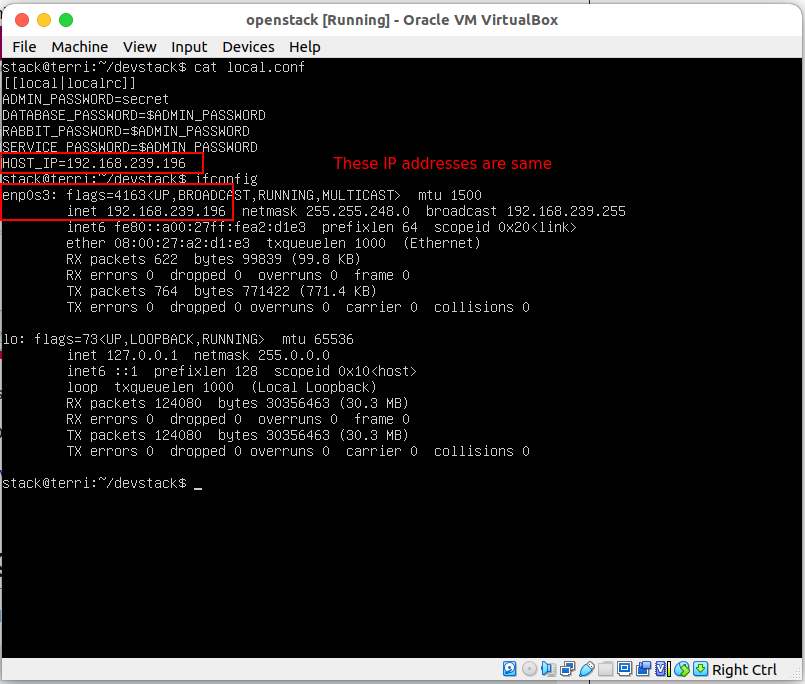 openstack [Running] - Oracle VM VirtualBox
File Machine View Input Devices Help
stack@terri:~/devstack$ cat local.conf
[[local|localrc]]
ADMIN_PASSWORD=secret
DATABASE_PASSWORD=$ADMIN_PASSWORD
RABBIT_PASSWORD=$ADMIN_PASSWORD
SERVICE_PASSWORD=$ADMIN_PASSWORD
HOST_IP=192.168.239.196
These IP addresses are same
stack@terri:~/devstack$ ifconfig
enp0s3: flags=4163<UP,BROADCAST,RUNNING,MULTICAST>  mtu 1500
inet 192.168.239.196  netmask 255.255.248.0  broadcast 192.168.239.255
inet6 fe80::a00:27ff:fea2:d1e3  prefixlen 64  scopeid 0x20<link>
ether 08:00:27:a2:d1:e3  txqueuelen 1000  (Ethernet)
RX packets 622  bytes 99839 (99.8 KB)
RX errors 0  dropped 0  overruns 0  frame 0
TX packets 764  bytes 771422 (771.4 KB)
TX errors 0  dropped 0 overruns 0  carrier 0  collisions 0
lo: flags=73<UP,LOOPBACK,RUNNING>  mtu 65536
inet 127.0.0.1  netmask 255.0.0.0
inet6 ::1  prefixlen 128  scopeid 0x10<host>
loop  txqueuelen 1000  (Local Loopback)
RX packets 124080  bytes 30356463 (30.3 MB)
RX errors 0  dropped 0  overruns 0  frame 0
TX packets 124080  bytes 30356463 (30.3 MB)
TX errors 0  dropped 0 overruns 0  carrier 0  collisions 0
stack@terri:~/devstack$ _
Right Ctrl